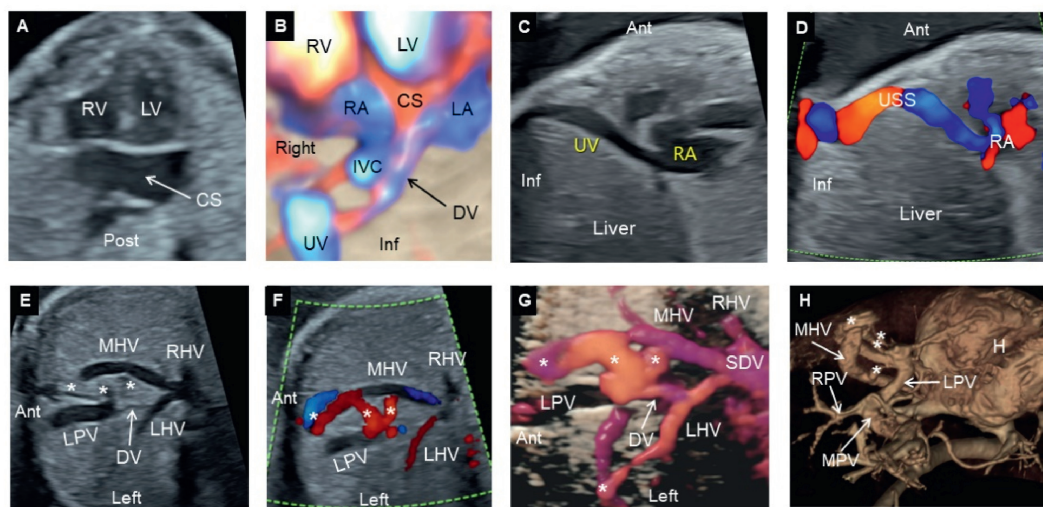 A
RV
LV
CS
Post
B
RV
LV
RA
CS
LA
Right
IVC
DV
UV
Inf
C
Ant
UV
RA
Inf
Liver
D
Ant
USS
RA
Inf
Liver
E
MHV
RHV
* * *
Ant
LPV
DV
LHV
Left
F
MHV
RHV
Ant
* * *
LPV
LHV
Left
G
RHV
MHV
* * *
SDV
LPV
Ant
DV
LHV
*
Left
H
*
MHV
*
*
H
RPV
*
LPV
MPV